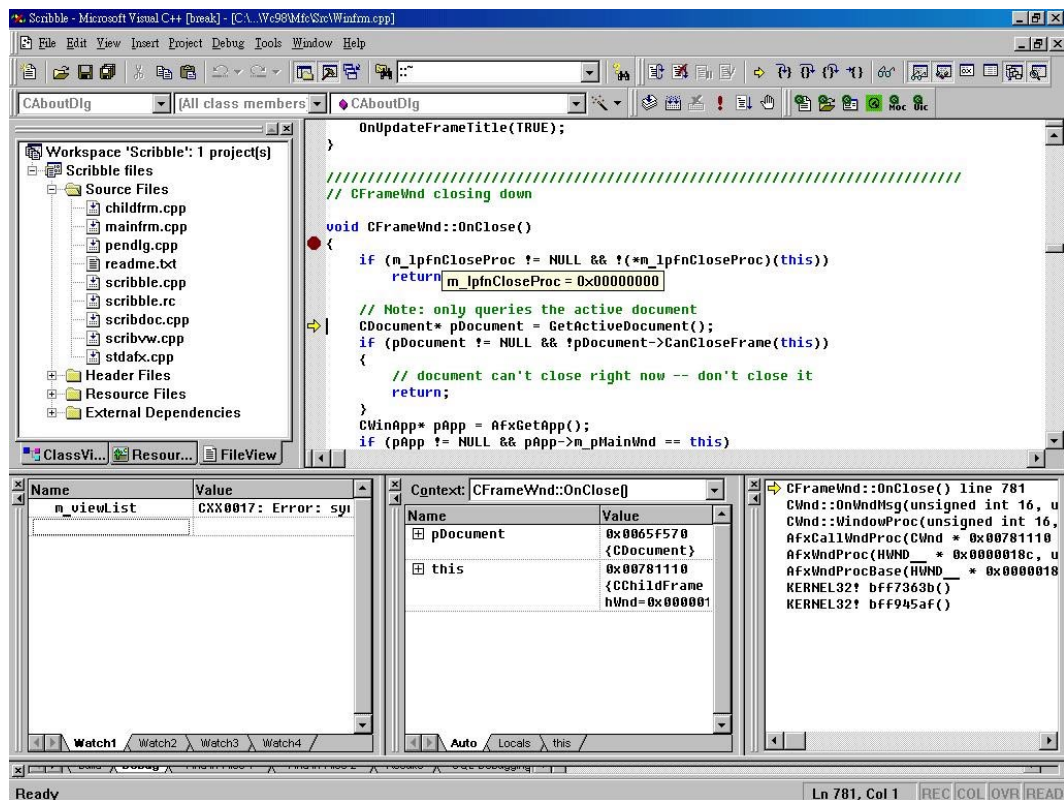 Scribble - Microsoft Visual C++ [break] - [C:\...\Vc98\Mfc\Src\Winfrm.cpp]
File Edit View Insert Project Debug Tools Window Help
CAboutDlg
(All class members
CAboutDlg
Workspace 'Scribble': 1 project(s)
Scribble files
Source Files
childfrm.cpp
mainfrm.cpp
pendlg.cpp
readme.txt
scribble.cpp
scribble.rc
scribdoc.cpp
scribvw.cpp
stdafx.cpp
Header Files
Resource Files
External Dependencies
ClassVi... Resour... FileView
OnUpdateFrameTitle(TRUE);
}
/////////////////////////////////////////////////////////////////////////////
// CFrameWnd closing down
void CFrameWnd::OnClose()
{
if (m_lpfnCloseProc != NULL && !(*m_lpfnCloseProc)(this))
return
m_lpfnCloseProc = 0x00000000
// Note: only queries the active document
CDocument* pDocument = GetActiveDocument();
if (pDocument != NULL && !pDocument->CanCloseFrame(this))
{
// document can't close right now -- don't close it
return;
}
CWinApp* pApp = AfxGetApp();
if (pApp != NULL && pApp->m_pMainWnd == this)
Name Value
m_viewList CXX0017: Error: syı
Watch1 Watch2 Watch3 Watch4
Context: CFrameWnd::OnClose()
Name Value
pDocument 0x0065f570
{CDocument}
this 0x00781110
{CChildFrame
hWnd=0x000001
Auto Locals this
CFrameWnd::OnClose() line 781
CWnd::OnWndMsg(unsigned int 16, u
CWnd::WindowProc(unsigned int 16,
AfxCallWndProc(CWnd * 0x00781110
AfxWndProc(HWND__ * 0x0000018c, u
AfxWndProcBase(HWND__ * 0x0000018
KERNEL32! bff7363b()
KERNEL32! bff945af()
Ready
Ln 781, Col 1 REC COL OVR READ